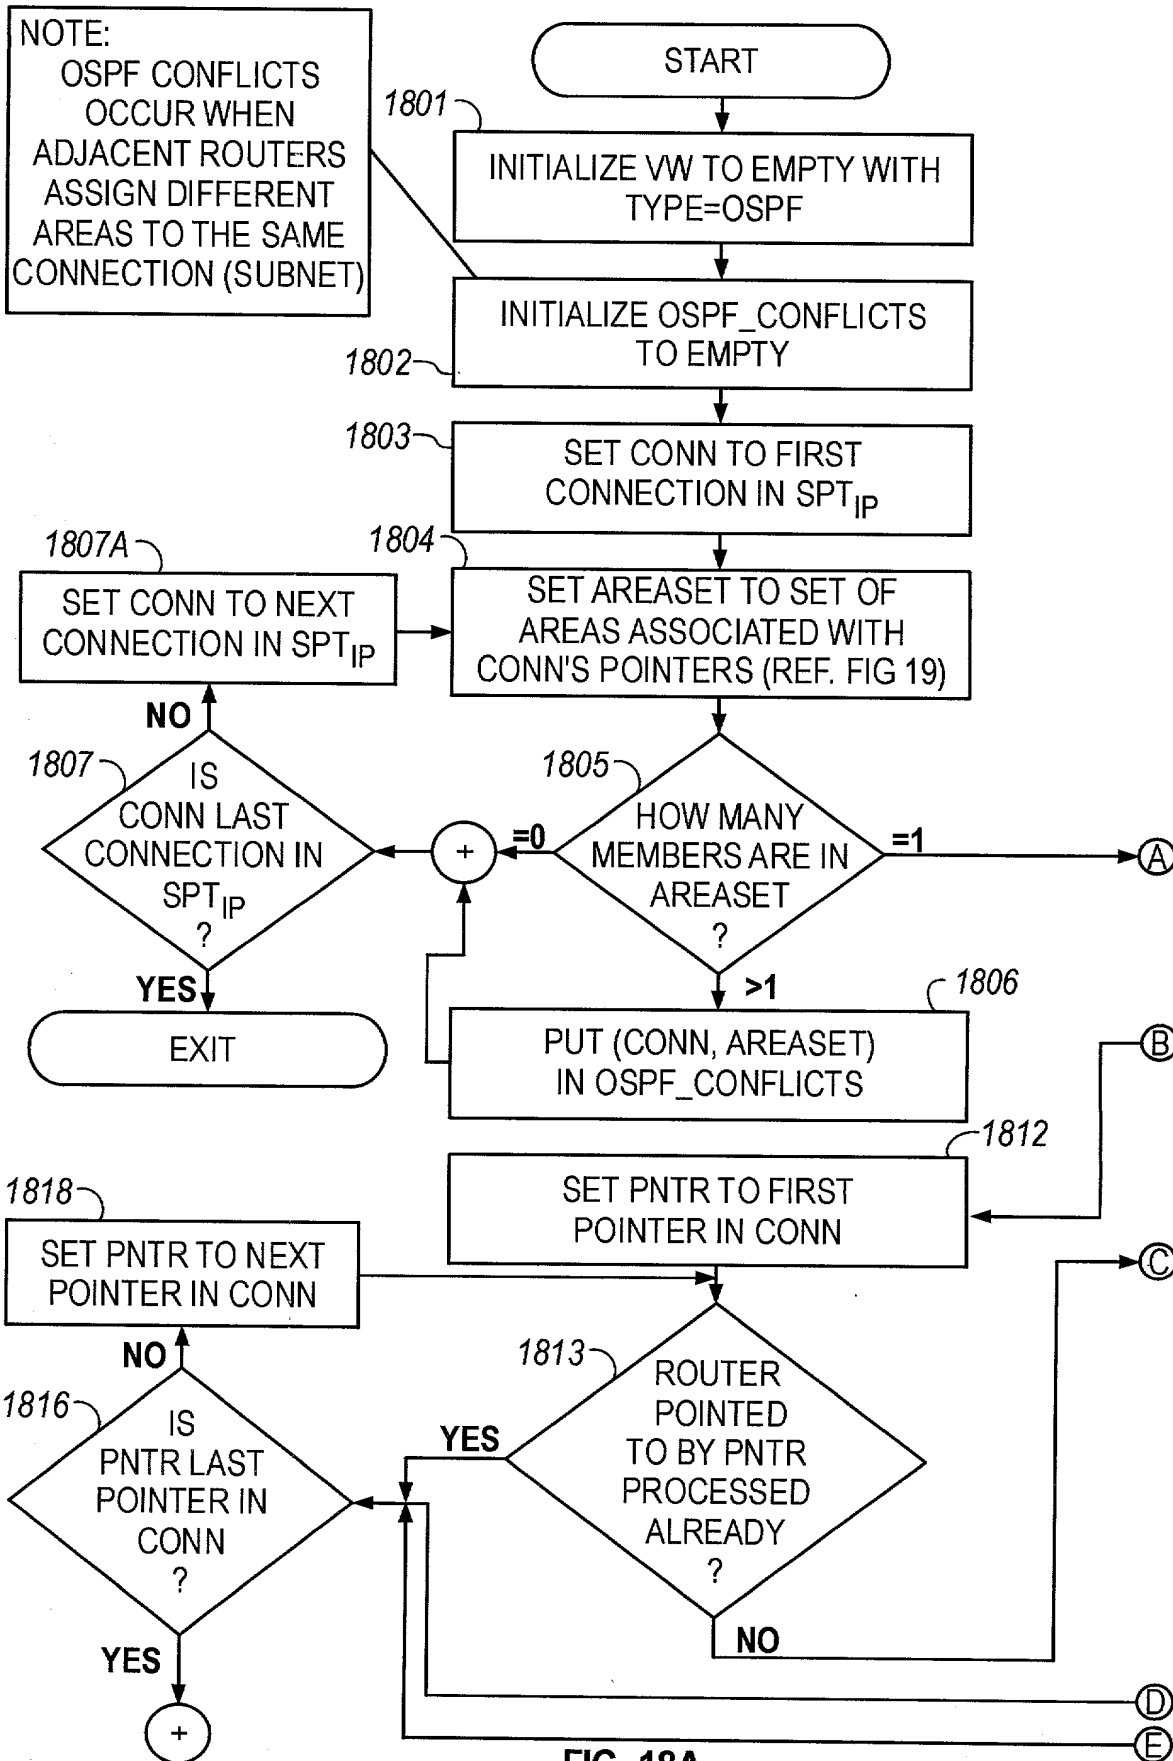 NOTE:
OSPF CONFLICTS
OCCUR WHEN
ADJACENT ROUTERS
ASSIGN DIFFERENT
AREAS TO THE SAME
CONNECTION (SUBNET)
START
1801
INITIALIZE VW TO EMPTY WITH
TYPE=OSPF
INITIALIZE OSPF_CONFLICTS
TO EMPTY
1802
1803
SET CONN TO FIRST
CONNECTION IN SPTIP
1807A
SET CONN TO NEXT
CONNECTION IN SPTIP
1804
SET AREASET TO SET OF
AREAS ASSOCIATED WITH
CONN'S POINTERS (REF. FIG 19)
NO
1807
IS
CONN LAST
CONNECTION IN
SPTIP
?
YES
EXIT
+
=0
1805
HOW MANY
MEMBERS ARE IN
AREASET
?
=1
A
>1
1806
PUT (CONN, AREASET)
IN OSPF_CONFLICTS
B
1812
SET PNTR TO FIRST
POINTER IN CONN
1818
SET PNTR TO NEXT
POINTER IN CONN
C
NO
1816
IS
PNTR LAST
POINTER IN
CONN
?
YES
+
1813
ROUTER
POINTED
TO BY PNTR
PROCESSED
ALREADY
?
YES
NO
D
E
FIG. 18A